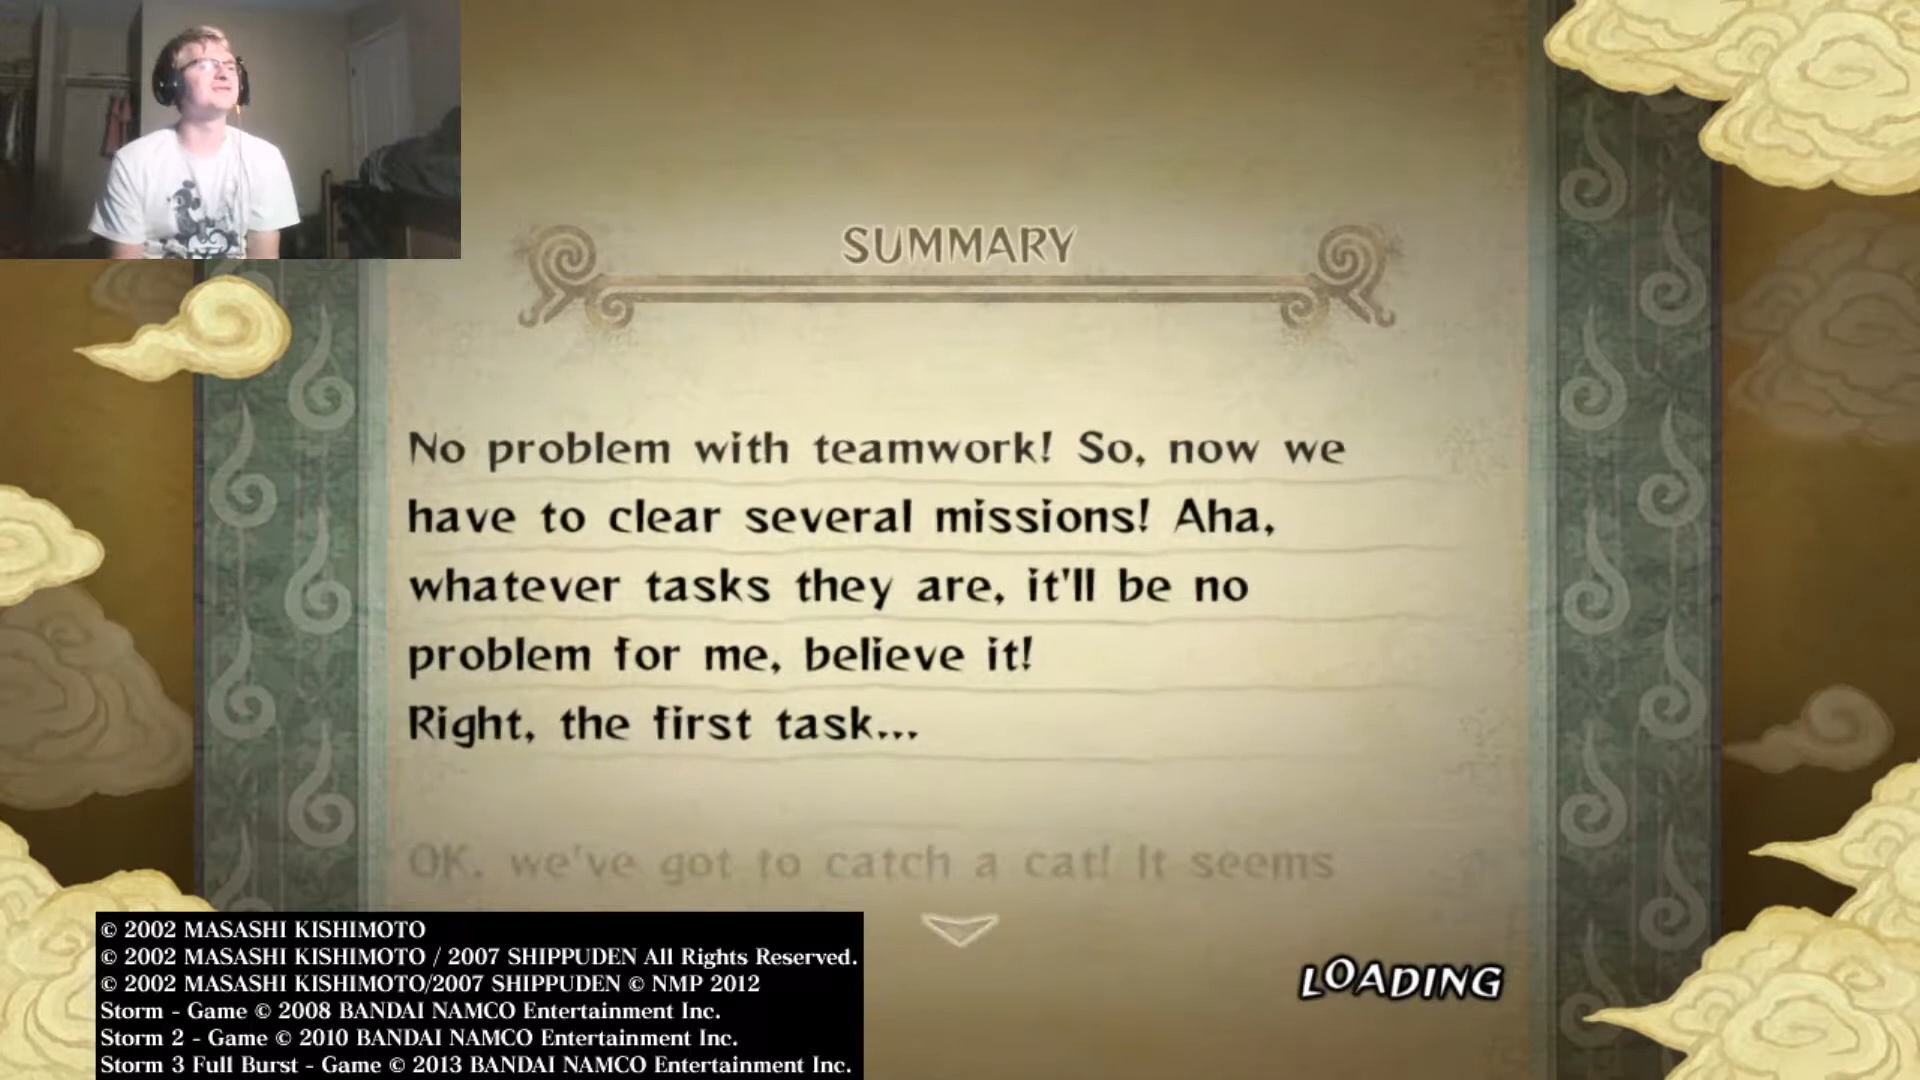 SUMMARY
No problem with teamwork! So, now we
have to clear several missions! Aha,
whatever tasks they are, it'll be no
problem for me, believe it!
Right, the first task...
OK, we've got to catch a cat! It seems
LOADING
© 2002 MASASHI KISHIMOTO
© 2002 MASASHI KISHIMOTO / 2007 SHIPPUDEN All Rights Reserved.
© 2002 MASASHI KISHIMOTO/2007 SHIPPUDEN © NMP 2012
Storm - Game © 2008 BANDAI NAMCO Entertainment Inc.
Storm 2 - Game © 2010 BANDAI NAMCO Entertainment Inc.
Storm 3 Full Burst - Game © 2013 BANDAI NAMCO Entertainment Inc.